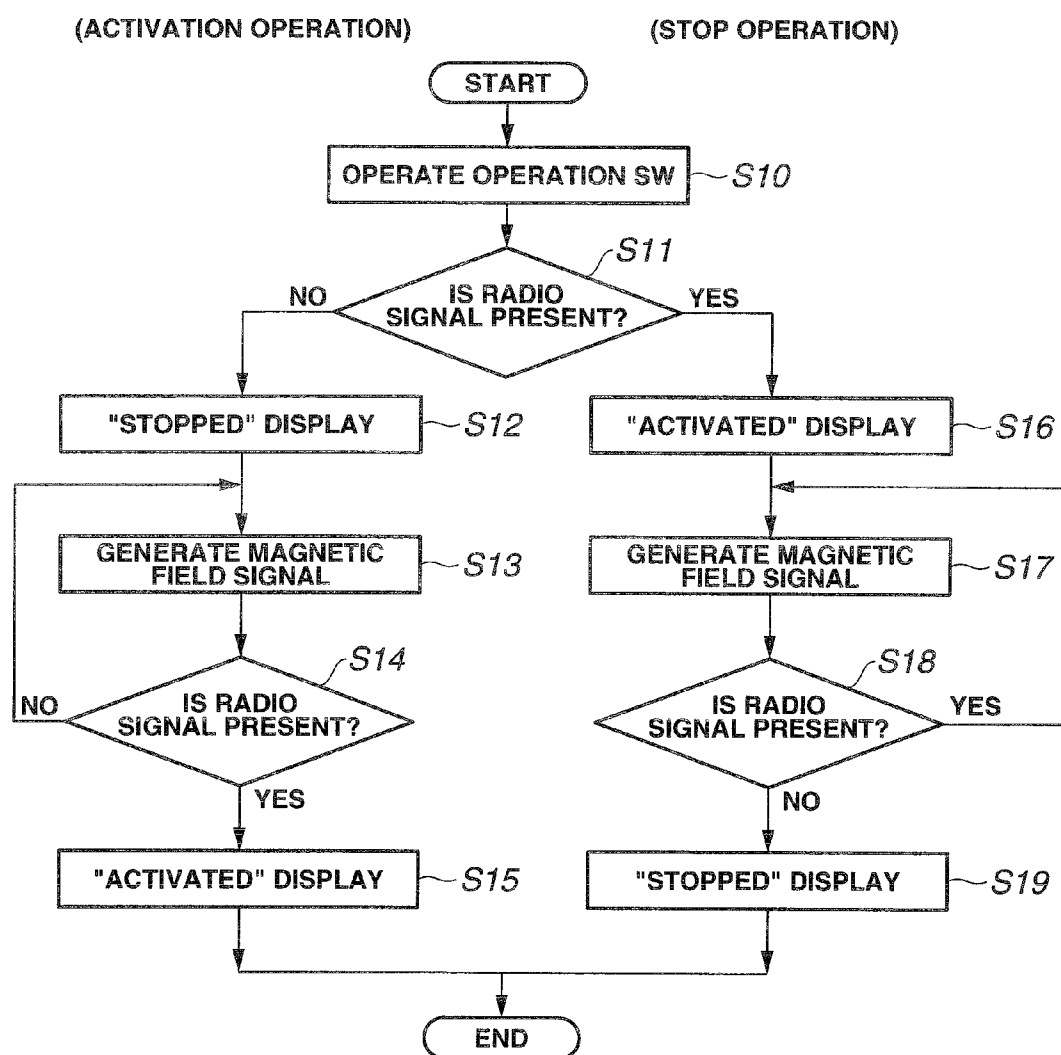 (ACTIVATION OPERATION)
(STOP OPERATION)
START
OPERATE OPERATION SW
S10
S11
IS RADIO
SIGNAL PRESENT?
NO
YES
"STOPPED" DISPLAY
S12
"ACTIVATED" DISPLAY
S16
GENERATE MAGNETIC
FIELD SIGNAL
S13
GENERATE MAGNETIC
FIELD SIGNAL
S17
S14
IS RADIO
SIGNAL PRESENT?
NO
YES
S18
IS RADIO
SIGNAL PRESENT?
YES
NO
"ACTIVATED" DISPLAY
S15
"STOPPED" DISPLAY
S19
END